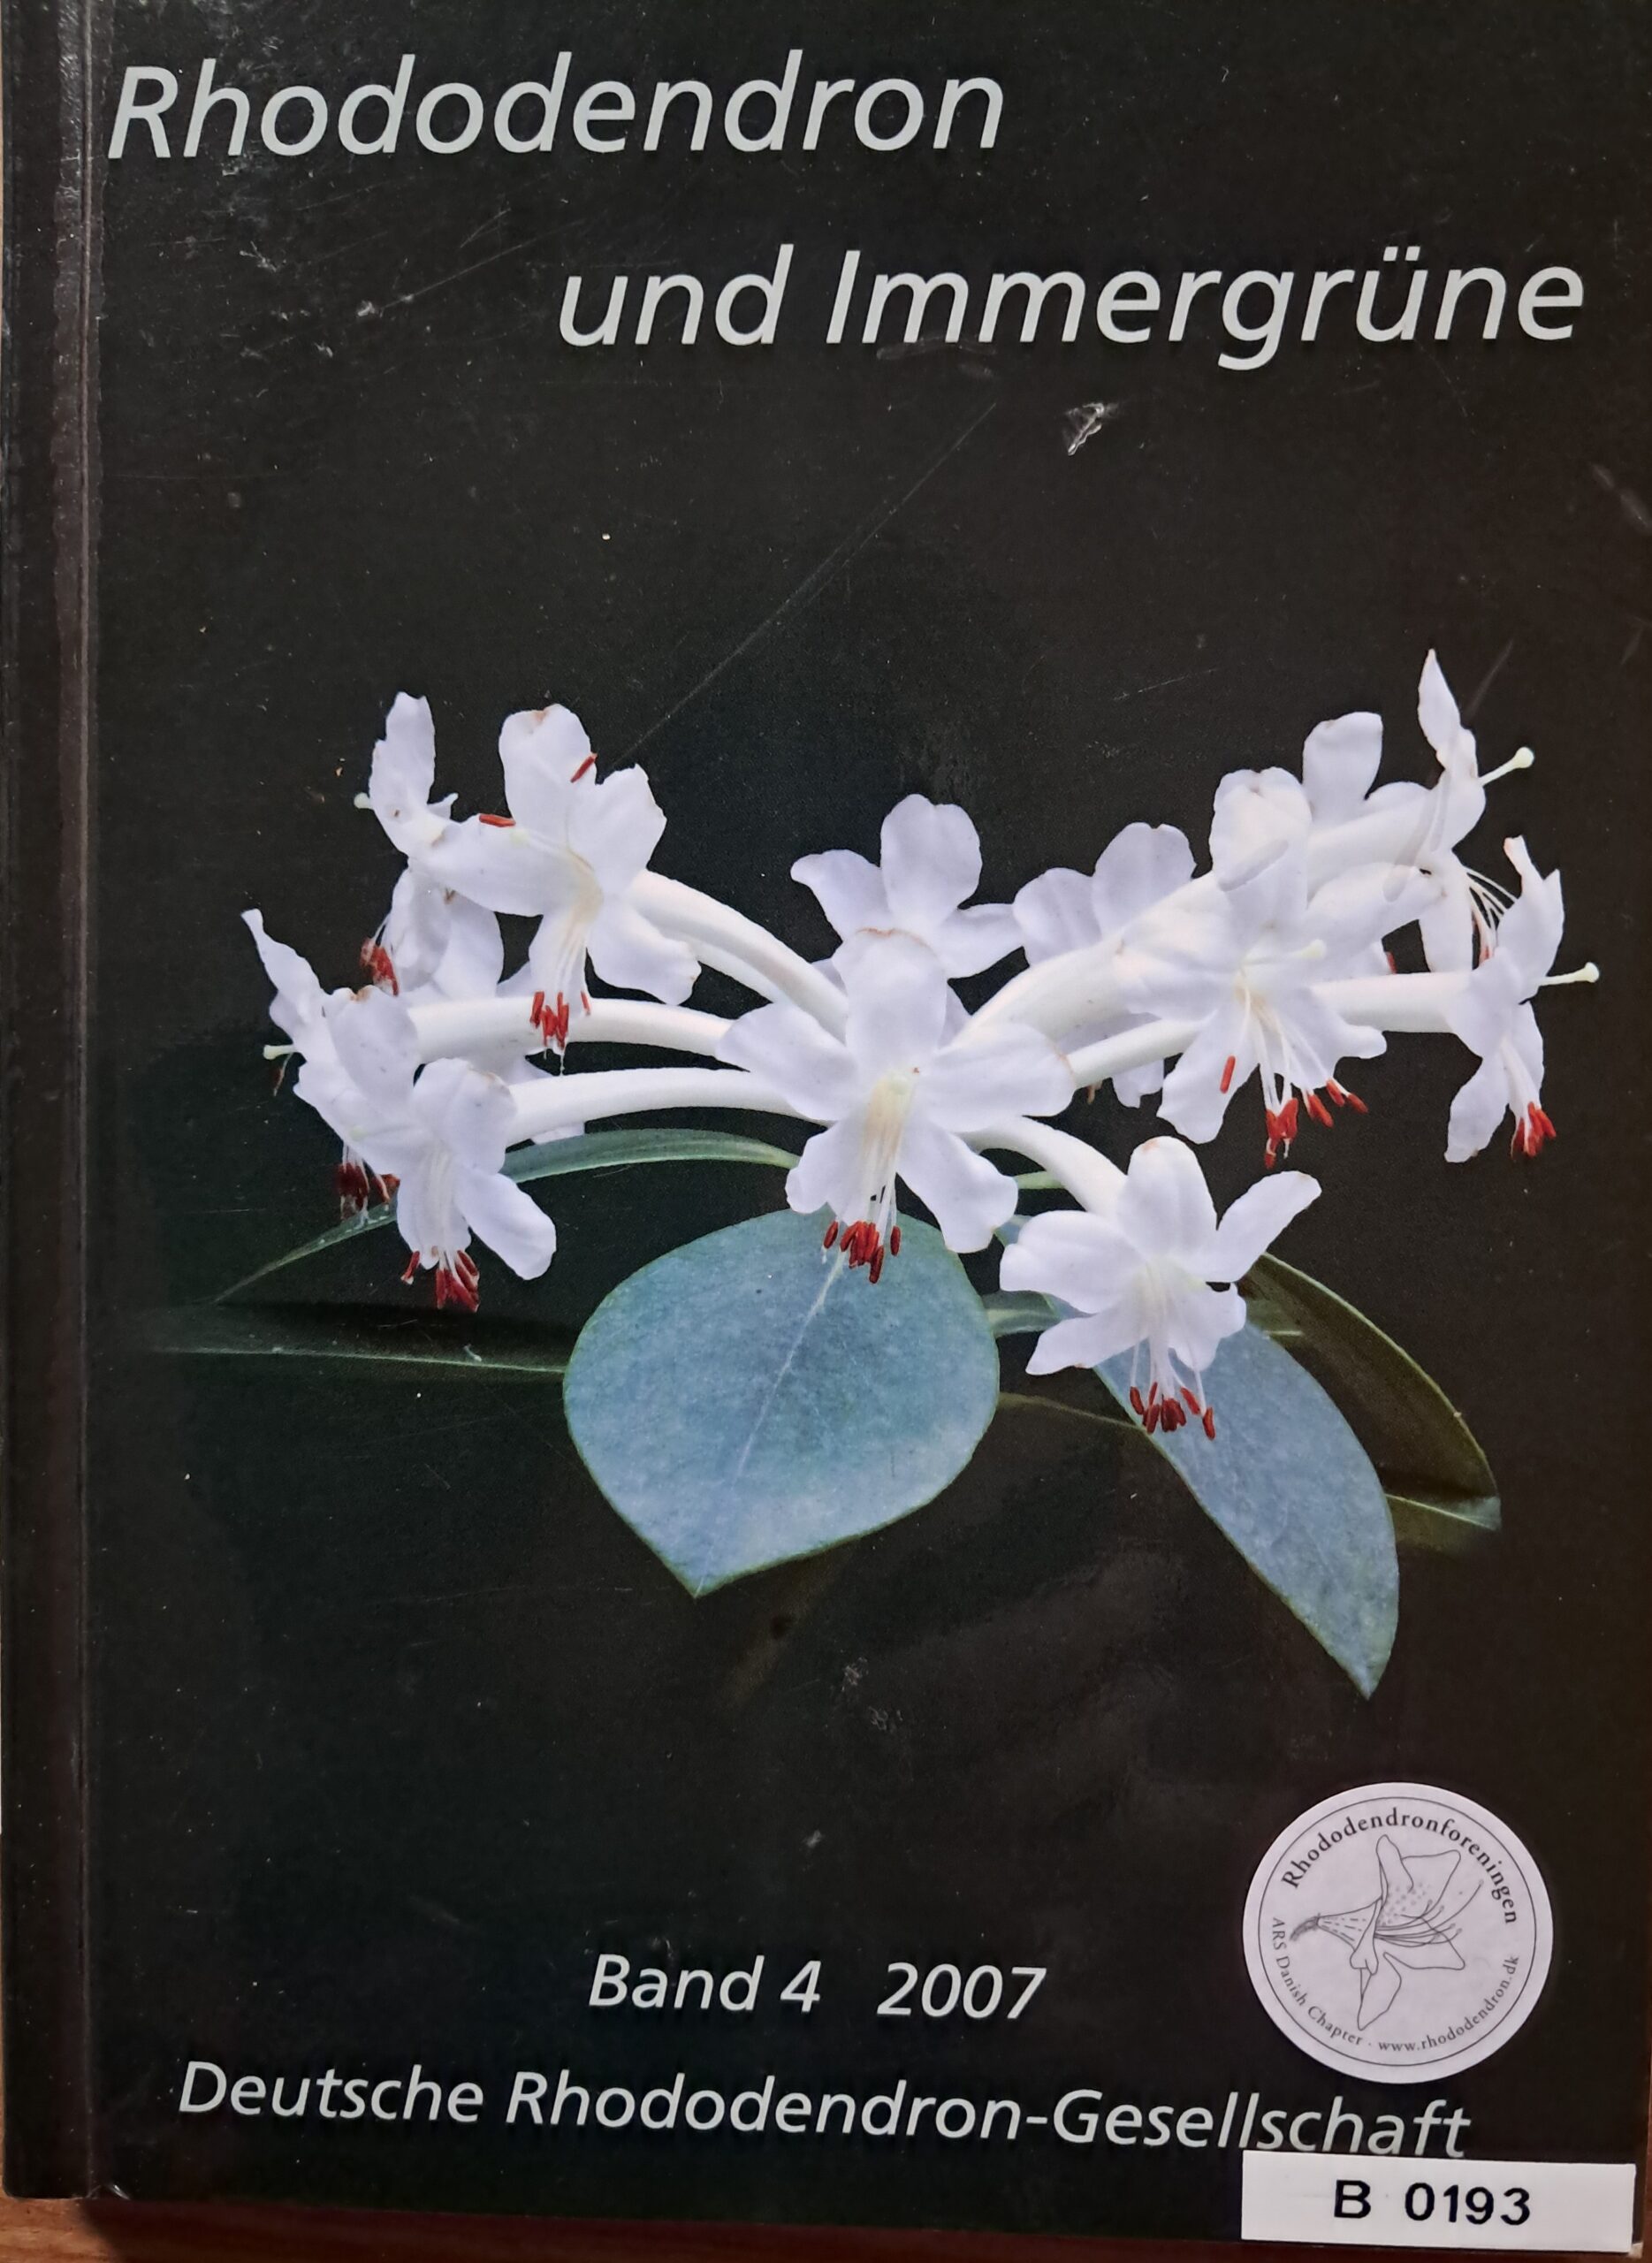 Rhododendron
und Immergrüne
Rhododendronforeningen
ARS Danish Chapter · www.rhododendron.dk
Band 4 2007
Deutsche Rhododendron-Gesellschaft
B 0193